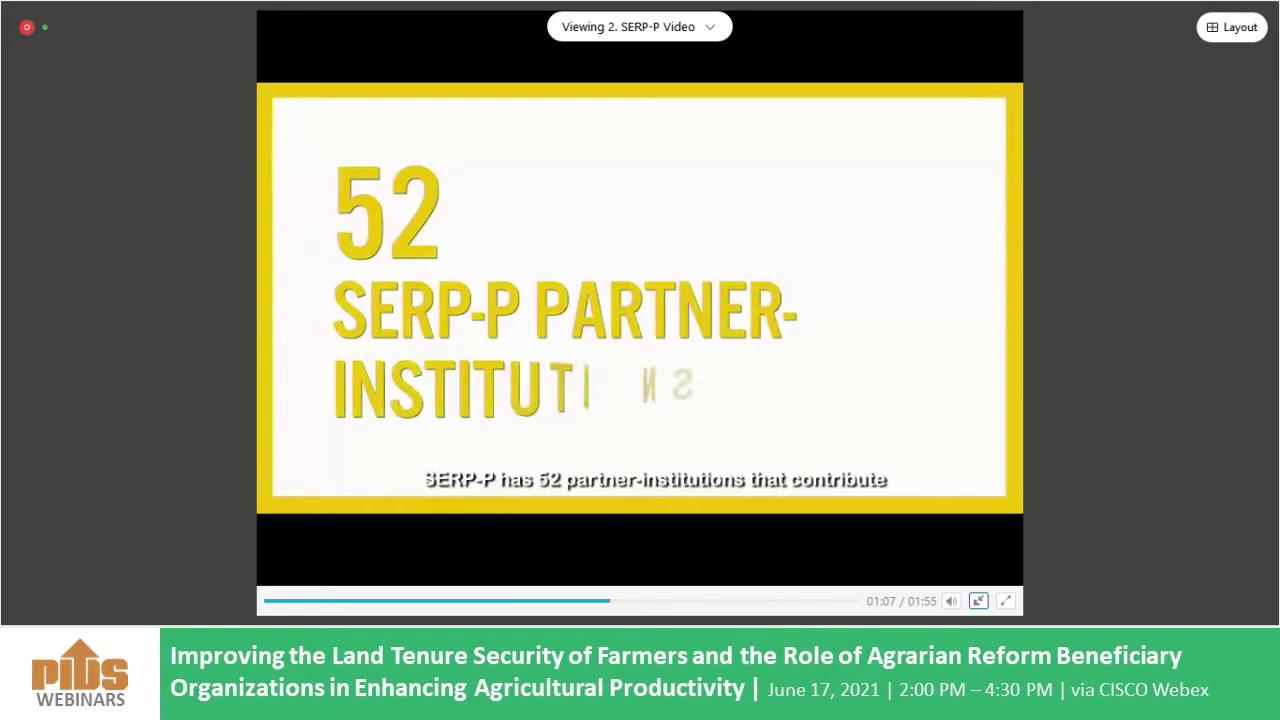 Viewing 2. SERP-P Video
Layout
52
SERP-P PARTNER-
INSTITUTI NS
SERP-P has 52 partner-institutions that contribute
01:07 / 01:55
PIDS
WEBINARS
Improving the Land Tenure Security of Farmers and the Role of Agrarian Reform Beneficiary
Organizations in Enhancing Agricultural Productivity | June 17, 2021 | 2:00 PM – 4:30 PM | via CISCO Webex